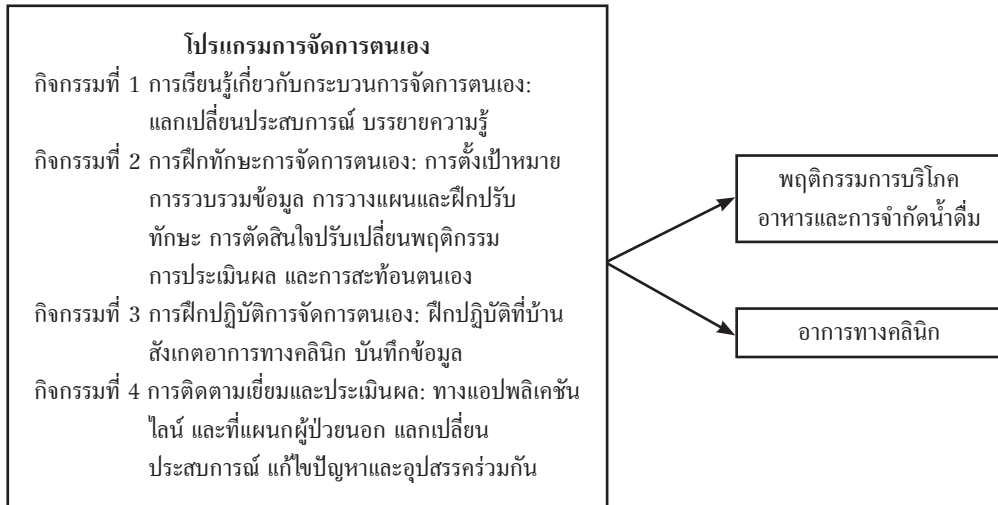 โปรแกรมการจัดการตนเอง
กิจกรรมที่ 1 การเรียนรู้เกี่ยวกับกระบวนการจัดการตนเอง:
แลกเปลี่ยนประสบการณ์ บรรยายความรู้
กิจกรรมที่ 2 การฝึกทักษะการจัดการตนเอง: การตั้งเป้าหมาย
การรวบรวมข้อมูล การวางแผนและฝึกปรับ
ทักษะ การตัดสินใจปรับเปลี่ยนพฤติกรรม
การประเมินผล และการสะท้อนตนเอง
กิจกรรมที่ 3 การฝึกปฏิบัติการจัดการตนเอง: ฝึกปฏิบัติที่บ้าน
สังเกตอาการทางคลินิก บันทึกข้อมูล
กิจกรรมที่ 4 การติดตามเยี่ยมและประเมินผล: ทางแอปพลิเคชัน
ไลน์ และที่แผนกผู้ป่วยนอก แลกเปลี่ยน
ประสบการณ์ แก้ไขปัญหาและอุปสรรคร่วมกัน
พฤติกรรมการบริโภค
อาหารและการจำกัดน้ำดื่ม
อาการทางคลินิก